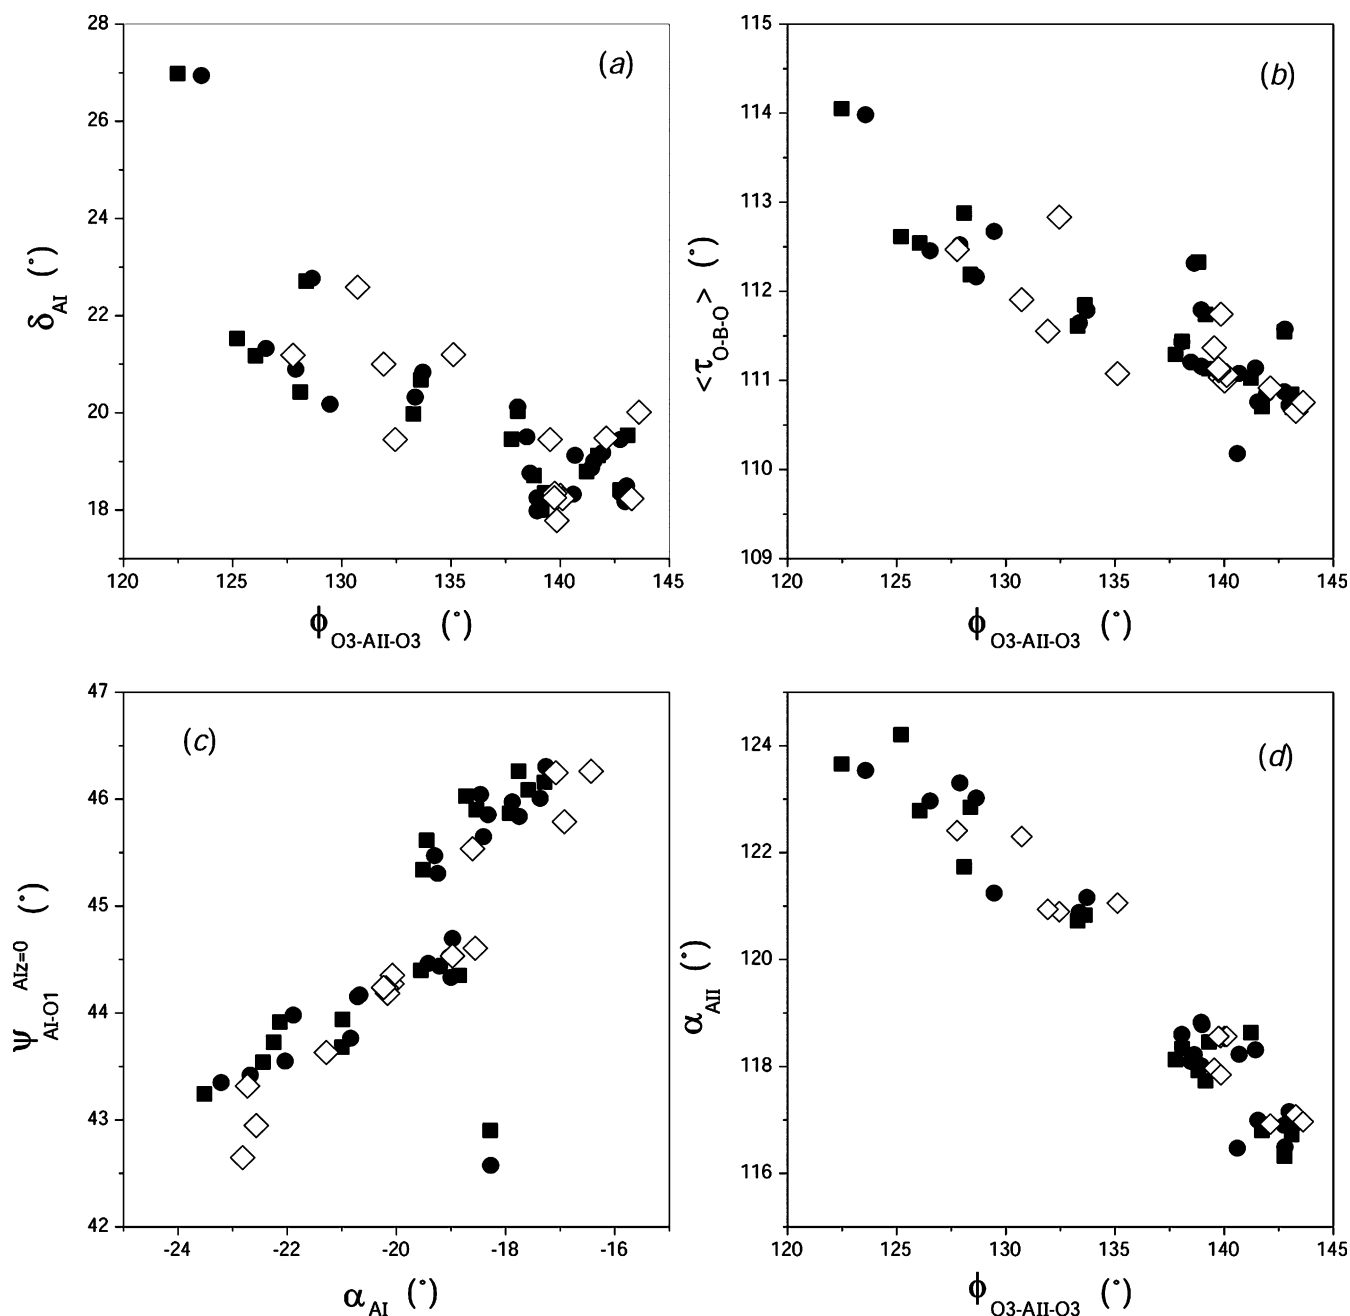 28
26
24
22
20
18
120 125 130 135 140 145
δAI (°)
ϕO3-AII-O3 (°)
(a)
115
114
113
112
111
110
109
120 125 130 135 140 145
<τO-B-O> (°)
ϕO3-AII-O3 (°)
(b)
47
46
45
44
43
42
-24 -22 -20 -18 -16
ψAI-O1 AIz=0 (°)
αAI (°)
(c)
124
122
120
118
116
120 125 130 135 140 145
αAII (°)
ϕO3-AII-O3 (°)
(d)